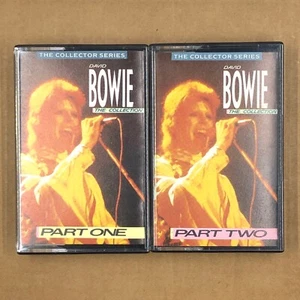 THE COLLECTOR SERIES
DAVID
BOWIE
THE COLLECTION
PART ONE
THE COLLECTOR SERIES
DAVID
BOWIE
THE COLLECTION
PART TWO